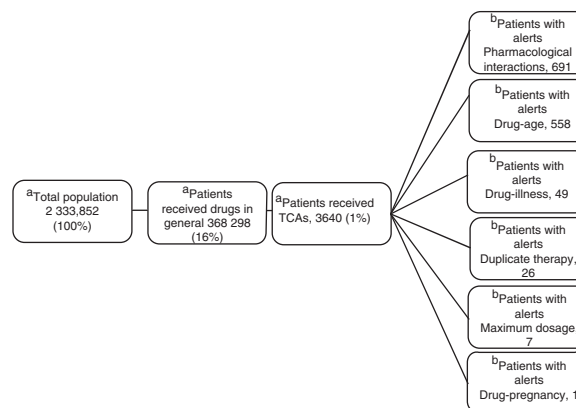 aTotal population
2 333,852
(100%)
aPatients
received drugs in
general 368 298
(16%)
aPatients received
TCAs, 3640 (1%)
bPatients with
alerts
Pharmacological
interactions, 691
bPatients with
alerts
Drug-age, 558
bPatients with
alerts
Drug-illness, 49
bPatients with
alerts
Duplicate therapy,
26
bPatients with
alerts
Maximum dosage,
7
bPatients with
alerts
Drug-pregnancy, 1